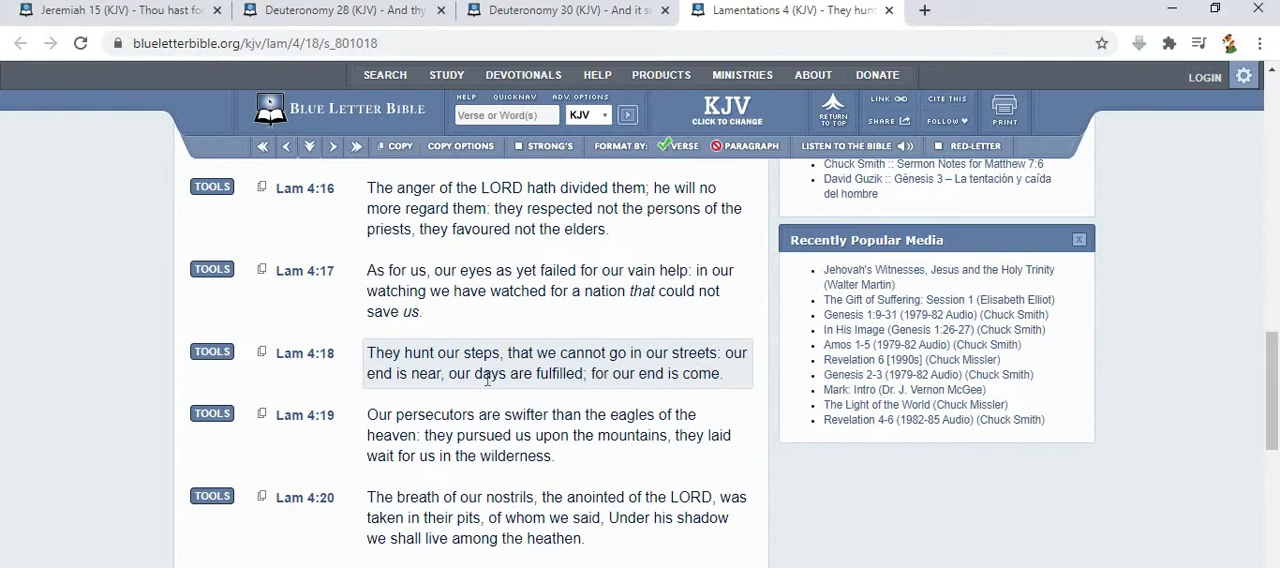 Jeremiah 15 (KJV) - Thou hast fo
Deuteronomy 28 (KJV) - And thy
Deuteronomy 30 (KJV) - And it s
Lamentations 4 (KJV) - They hun
blueletterbible.org/kjv/lam/4/18/s_801018
SEARCH STUDY DEVOTIONALS HELP PRODUCTS MINISTRIES ABOUT DONATE LOGIN
BLUE LETTER BIBLE
HELP QUICKNAV ADV. OPTIONS
Verse or Word(s) KJV
KJV
CLICK TO CHANGE
RETURN
TO TOP
LINK CITE THIS
SHARE FOLLOW
PRINT
COPY COPY OPTIONS STRONG'S FORMAT BY: VERSE PARAGRAPH LISTEN TO THE BIBLE RED-LETTER
TOOLS Lam 4:16 The anger of the LORD hath divided them; he will no
more regard them: they respected not the persons of the
priests, they favoured not the elders.
TOOLS Lam 4:17 As for us, our eyes as yet failed for our vain help: in our
watching we have watched for a nation that could not
save us.
TOOLS Lam 4:18 They hunt our steps, that we cannot go in our streets: our
end is near, our days are fulfilled; for our end is come.
TOOLS Lam 4:19 Our persecutors are swifter than the eagles of the
heaven: they pursued us upon the mountains, they laid
wait for us in the wilderness.
TOOLS Lam 4:20 The breath of our nostrils, the anointed of the LORD, was
taken in their pits, of whom we said, Under his shadow
we shall live among the heathen.
Chuck Smith :: Sermon Notes for Matthew 7:6
David Guzik :: Génesis 3 – La tentación y caída
del hombre
Recently Popular Media
Jehovah's Witnesses, Jesus and the Holy Trinity
(Walter Martin)
The Gift of Suffering: Session 1 (Elisabeth Elliot)
Genesis 1:9-31 (1979-82 Audio) (Chuck Smith)
In His Image (Genesis 1:26-27) (Chuck Smith)
Amos 1-5 (1979-82 Audio) (Chuck Smith)
Revelation 6 [1990s] (Chuck Missler)
Genesis 2-3 (1979-82 Audio) (Chuck Smith)
Mark: Intro (Dr. J. Vernon McGee)
The Light of the World (Chuck Missler)
Revelation 4-6 (1982-85 Audio) (Chuck Smith)